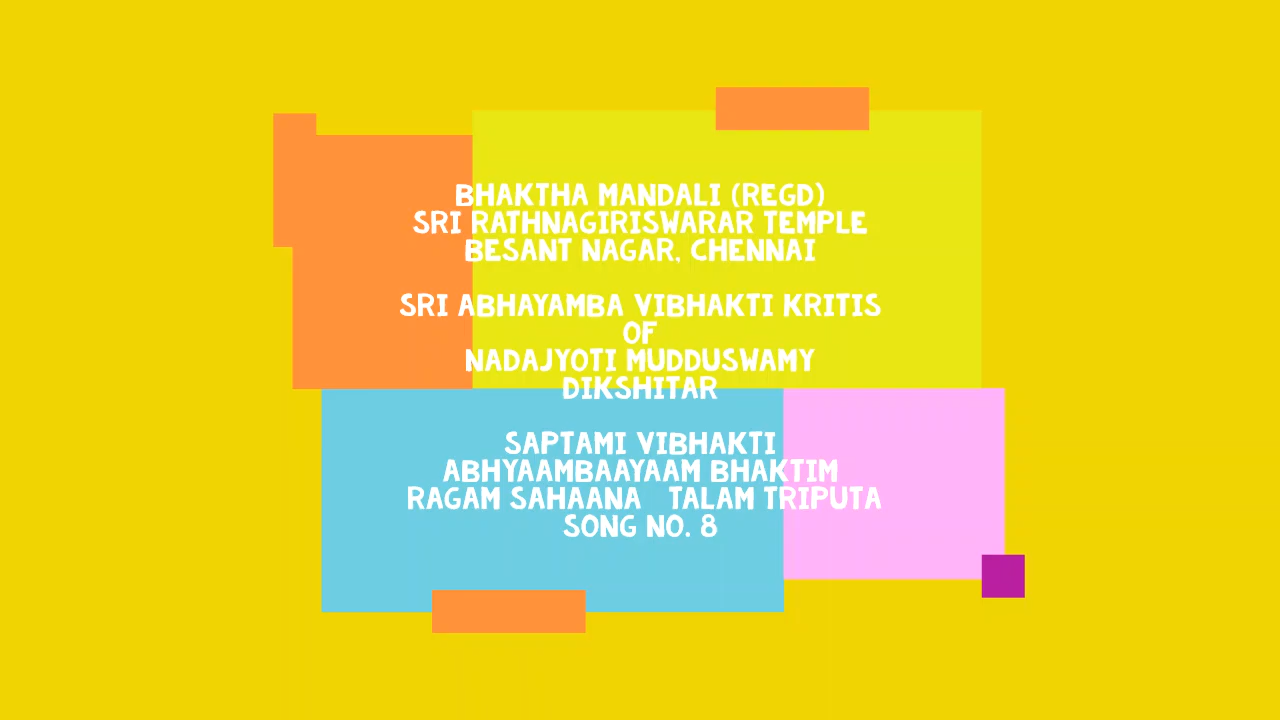 BHAKTHA MANDALI (REGD)
SRI RATHNAGIRISWARAR TEMPLE
BESANT NAGAR, CHENNAI
SRI ABHAYAMBA VIBHAKTI KRITIS
OF
NADAJYOTI MUDDUSWAMY
DIKSHITAR
SAPTAMI VIBHAKTI
ABHYAAMBAAYAAM BHAKTIM
RAGAM SAHAANA TALAM TRIPUTA
SONG NO. 8